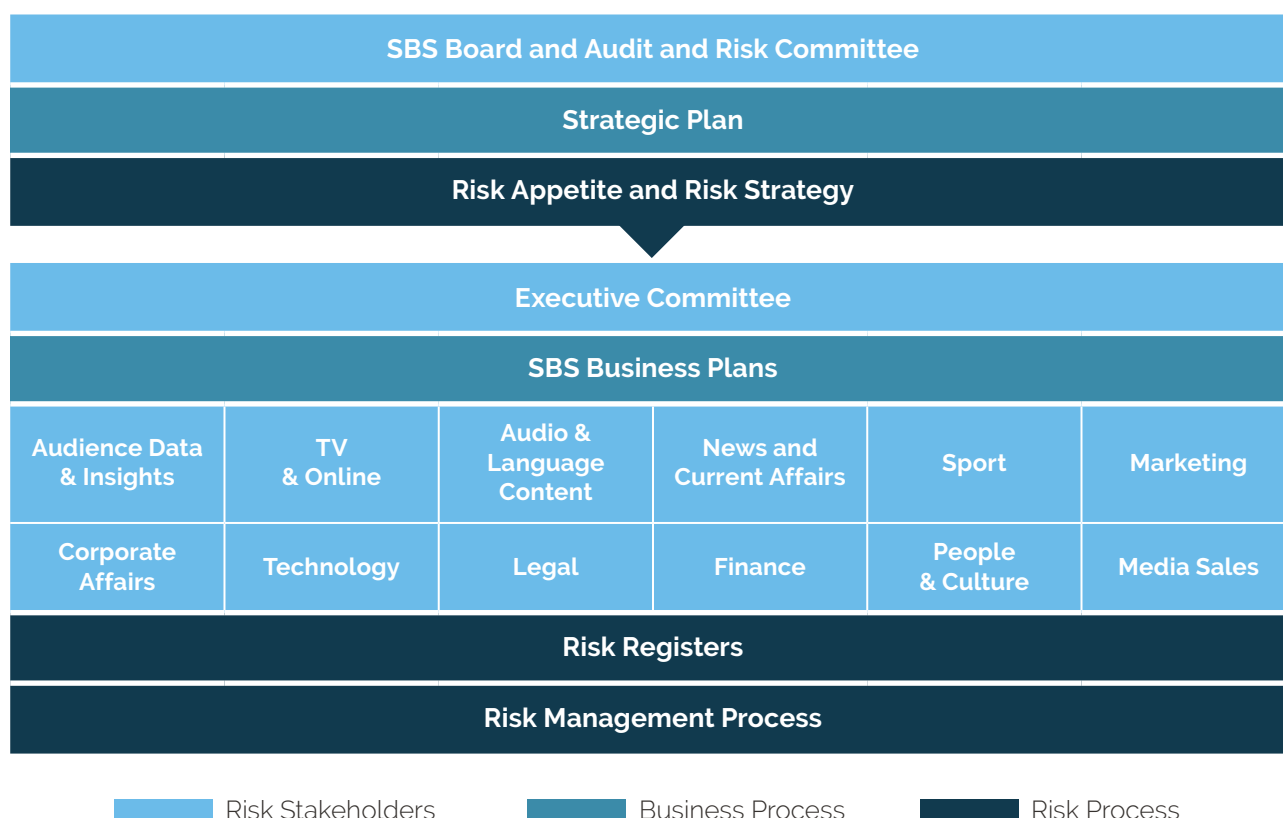 SBS Board and Audit and Risk Committee
Strategic Plan
Risk Appetite and Risk Strategy
Executive Committee
SBS Business Plans
Audience Data
& Insights
TV
& Online
Audio &
Language
Content
News and
Current Affairs
Sport
Marketing
Corporate
Affairs
Technology
Legal
Finance
People
& Culture
Media Sales
Risk Registers
Risk Management Process
Risk Stakeholders
Business Process
Risk Process